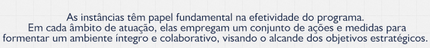 As instâncias têm papel fundamental na efetividade do programa.
Em cada âmbito de atuação, elas empregam um conjunto de ações e medidas para
formentar um ambiente íntegro e colaborativo, visando o alcande dos objetivos estratégicos.